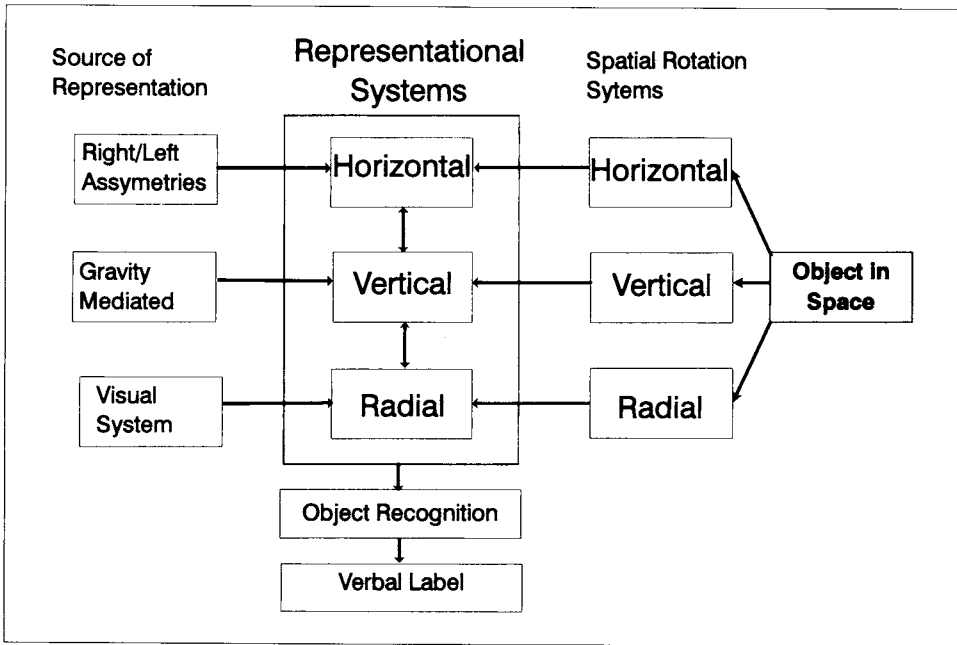 Source of
Representation
Representational
Systems
Spatial Rotation
Sytems
Right/Left
Assymetries
Horizontal
Horizontal
Gravity
Mediated
Vertical
Vertical
Object in
Space
Visual
System
Radial
Radial
Object Recognition
Verbal Label